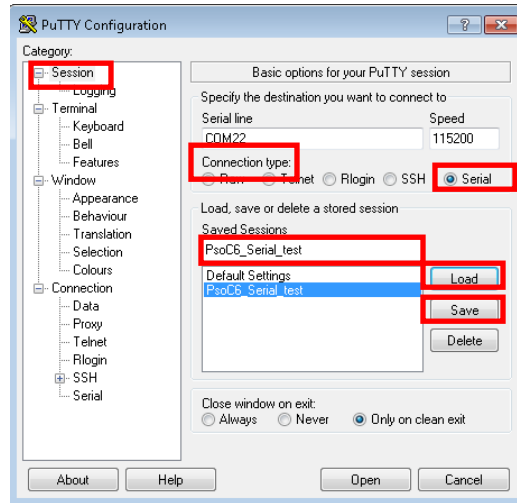 PuTTY Configuration
Category:
Session
Logging
Terminal
Keyboard
Bell
Features
Window
Appearance
Behaviour
Translation
Selection
Colours
Connection
Data
Proxy
Telnet
Rlogin
SSH
Serial
Basic options for your PuTTY session
Specify the destination you want to connect to
Serial line Speed
COM22 115200
Connection type:
Raw Telnet Rlogin SSH Serial
Load, save or delete a stored session
Saved Sessions
PsoC6_Serial_test
Default Settings
PsoC6_Serial_test
Load
Save
Delete
Close window on exit:
Always Never Only on clean exit
About Help Open Cancel